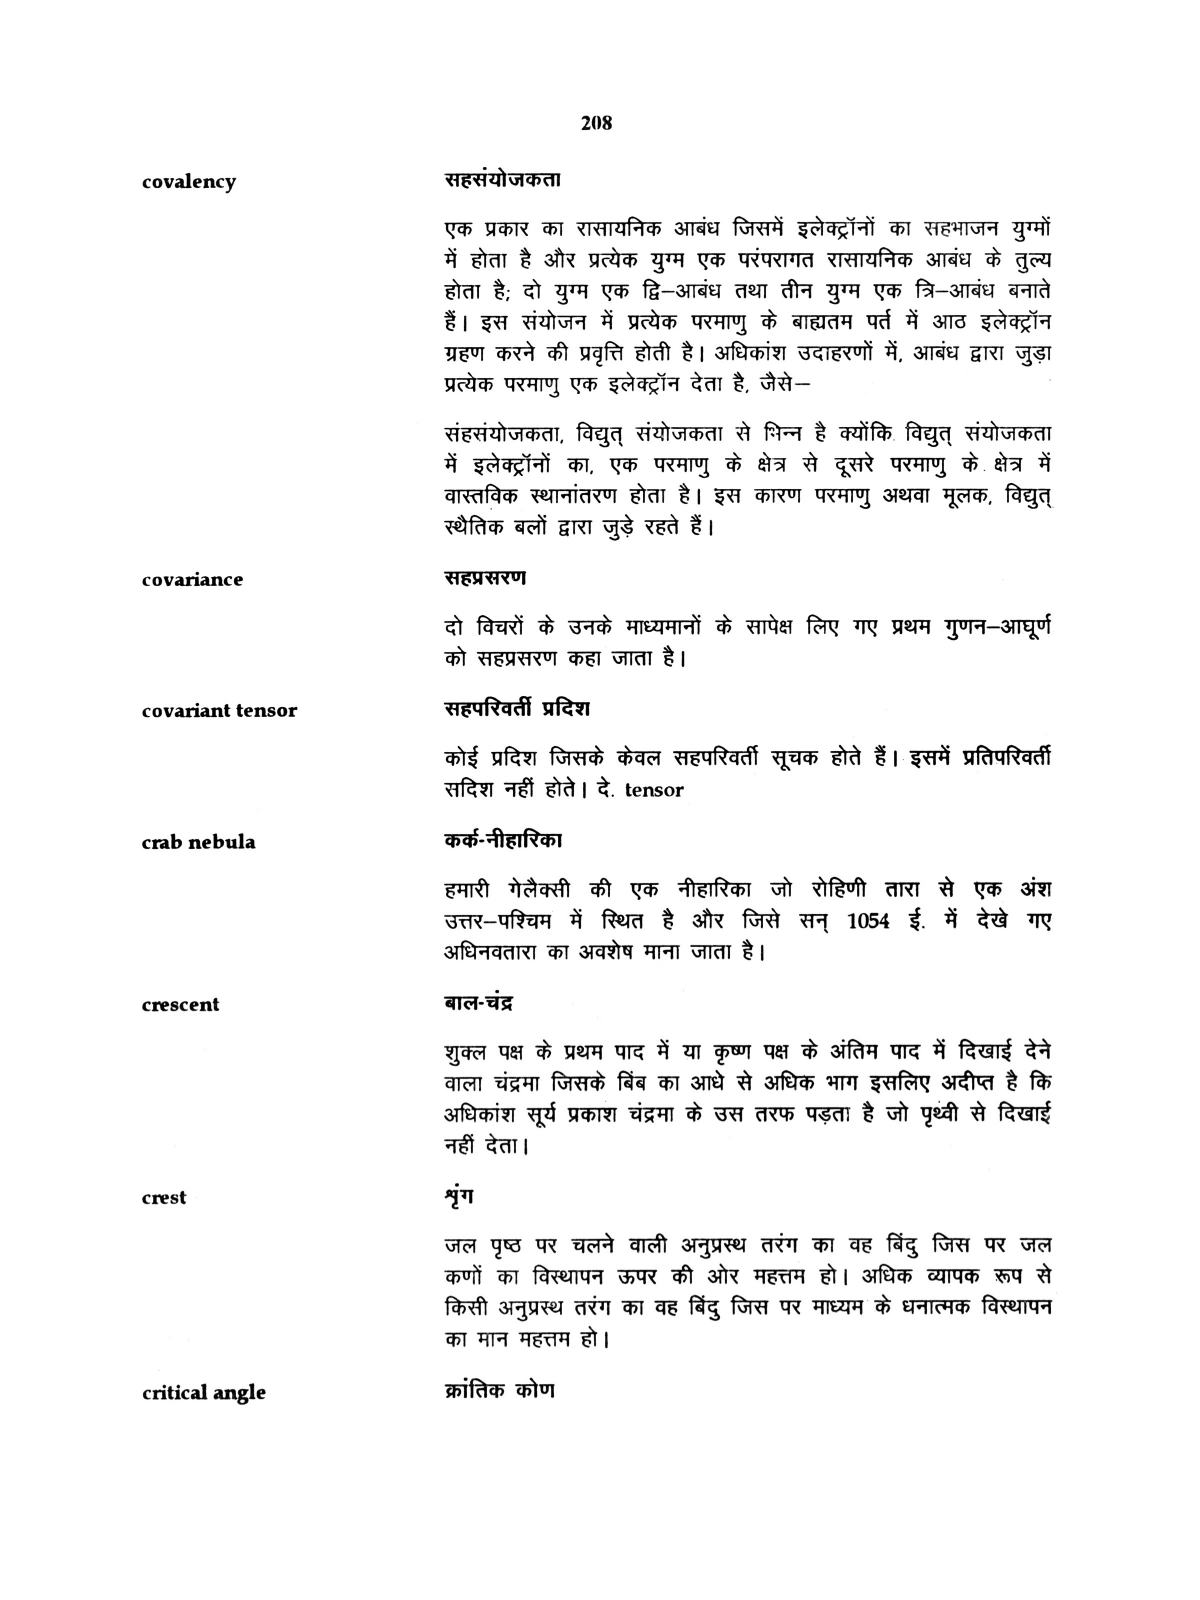 208
covalency सहसंयोजकता
एक प्रकार का रासायनिक आबंध जिसमें इलेक्ट्रॉनों का सहभाजन युग्मों
में होता है और प्रत्येक युग्म एक परंपरागत रासायनिक आबंध के तुल्य
होता है; दो युग्म एक द्वि–आबंध तथा तीन युग्म एक त्रि–आबंध बनाते
हैं। इस संयोजन में प्रत्येक परमाणु के बाह्यतम पर्त में आठ इलेक्ट्रॉन
ग्रहण करने की प्रवृत्ति होती है। अधिकांश उदाहरणों में, आबंध द्वारा जुड़ा
प्रत्येक परमाणु एक इलेक्ट्रॉन देता है, जैसे–
संहसंयोजकता, विद्युत् संयोजकता से भिन्न है क्योंकि विद्युत् संयोजकता
में इलेक्ट्रॉनों का, एक परमाणु के क्षेत्र से दूसरे परमाणु के क्षेत्र में
वास्तविक स्थानांतरण होता है। इस कारण परमाणु अथवा मूलक, विद्युत्
स्थैतिक बलों द्वारा जुड़े रहते हैं।
covariance सहप्रसरण
दो विचरों के उनके माध्यमानों के सापेक्ष लिए गए प्रथम गुणन–आघूर्ण
को सहप्रसरण कहा जाता है।
covariant tensor सहपरिवर्ती प्रदिश
कोई प्रदिश जिसके केवल सहपरिवर्ती सूचक होते हैं। इसमें प्रतिपरिवर्ती
सदिश नहीं होते। दे. tensor
crab nebula कर्क-नीहारिका
हमारी गेलैक्सी की एक नीहारिका जो रोहिणी तारा से एक अंश
उत्तर–पश्चिम में स्थित है और जिसे सन् 1054 ई. में देखे गए
अधिनवतारा का अवशेष माना जाता है।
crescent बाल-चंद्र
शुक्ल पक्ष के प्रथम पाद में या कृष्ण पक्ष के अंतिम पाद में दिखाई देने
वाला चंद्रमा जिसके बिंब का आधे से अधिक भाग इसलिए अदीप्त है कि
अधिकांश सूर्य प्रकाश चंद्रमा के उस तरफ पड़ता है जो पृथ्वी से दिखाई
नहीं देता।
crest शृंग
जल पृष्ठ पर चलने वाली अनुप्रस्थ तरंग का वह बिंदु जिस पर जल
कणों का विस्थापन ऊपर की ओर महत्तम हो। अधिक व्यापक रूप से
किसी अनुप्रस्थ तरंग का वह बिंदु जिस पर माध्यम के धनात्मक विस्थापन
का मान महत्तम हो।
critical angle क्रांतिक कोण